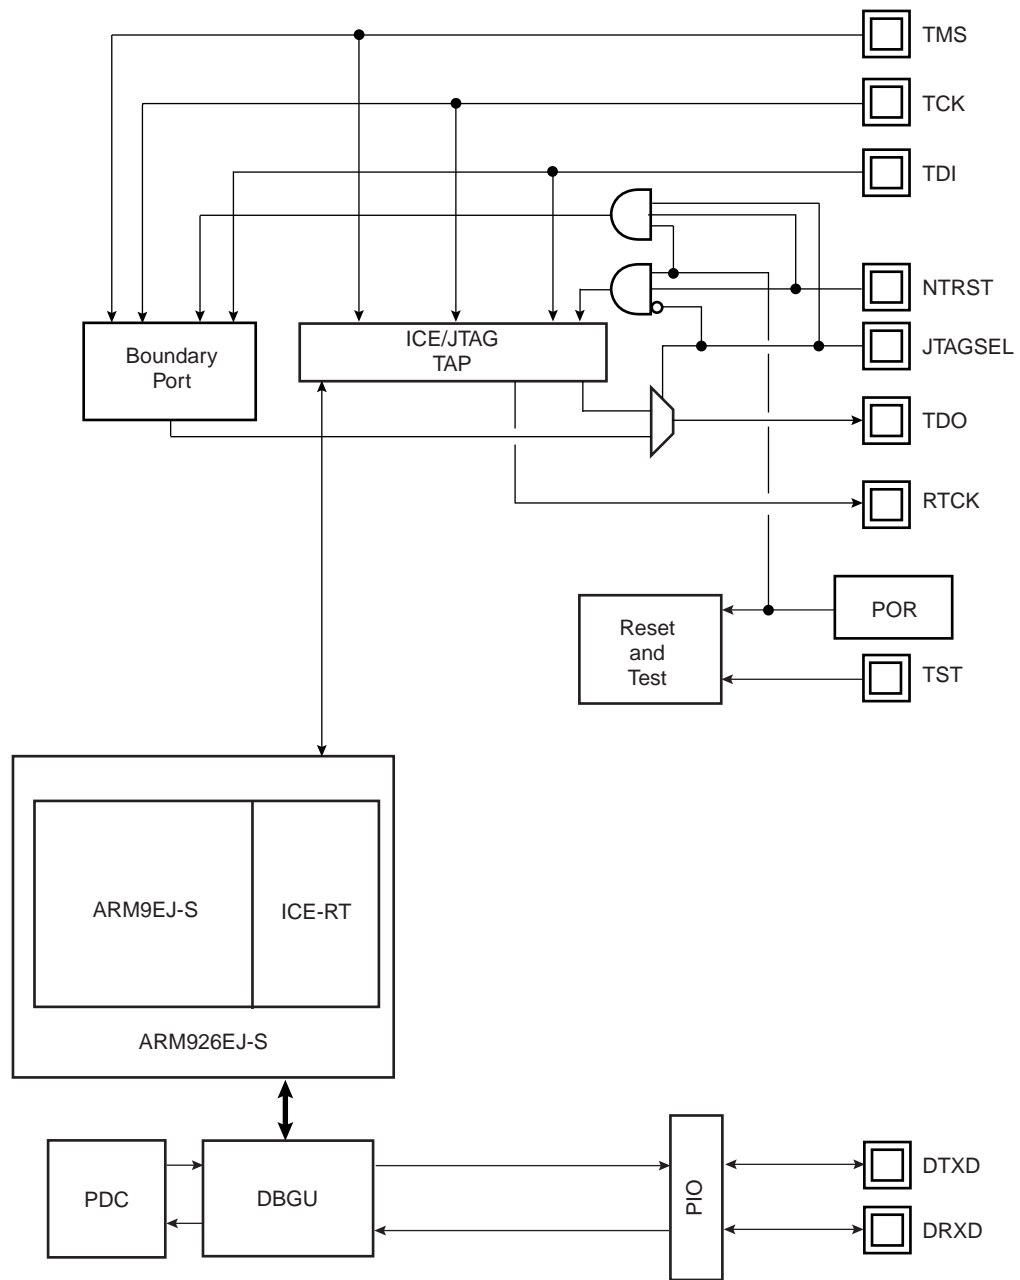 TMS
TCK
TDI
NTRST
Boundary
Port
ICE/JTAG
TAP
JTAGSEL
TDO
RTCK
POR
Reset
and
Test
TST
ARM9EJ-S
ICE-RT
ARM926EJ-S
PDC
DBGU
PIO
DTXD
DRXD